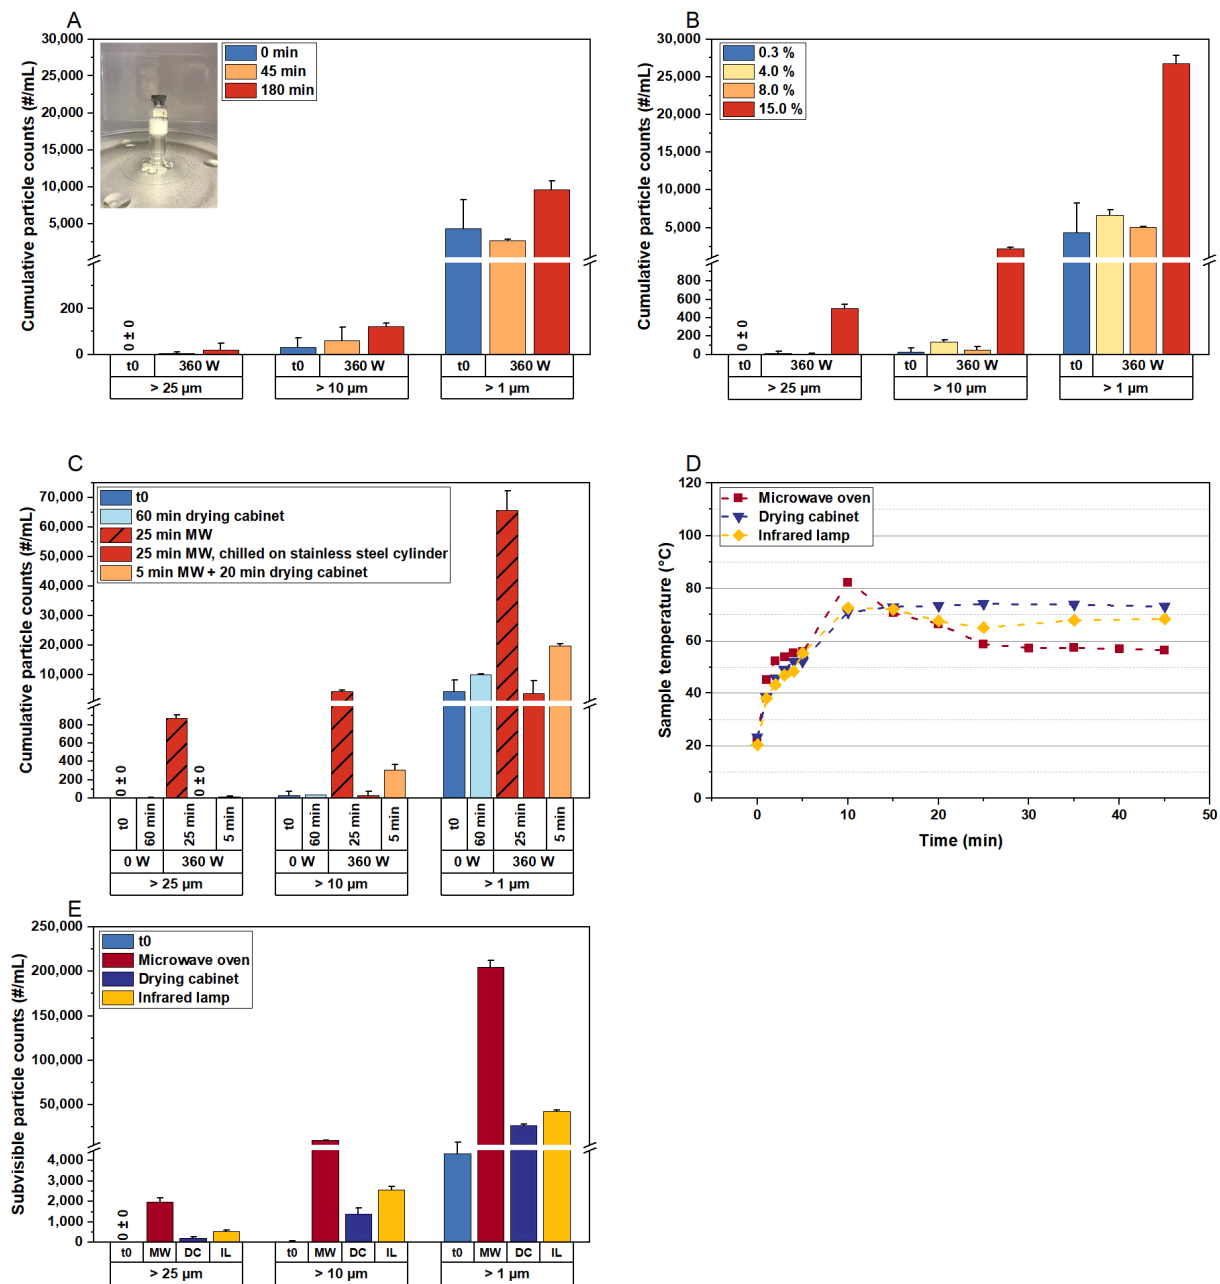 A
Cumulative particle counts (#/mL)
30,000
25,000
20,000
15,000
10,000
5,000
200
0
0 min
45 min
180 min
0 ± 0
t0
360 W
t0
360 W
t0
360 W
> 25 µm
> 10 µm
> 1 µm
B
Cumulative particle counts (#/mL)
30,000
25,000
20,000
15,000
10,000
5,000
800
600
400
200
0
0.3 %
4.0 %
8.0 %
15.0 %
0 ± 0
t0
360 W
t0
360 W
t0
360 W
> 25 µm
> 10 µm
> 1 µm
C
Cumulative particle counts (#/mL)
70,000
60,000
50,000
40,000
30,000
20,000
10,000
800
600
400
200
0
t0
60 min drying cabinet
25 min MW
25 min MW, chilled on stainless steel cylinder
5 min MW + 20 min drying cabinet
0 ± 0
0 ± 0
t0
60 min
25 min
5 min
t0
60 min
25 min
5 min
t0
60 min
25 min
5 min
0 W
360 W
0 W
360 W
0 W
360 W
> 25 µm
> 10 µm
> 1 µm
D
Sample temperature (°C)
120
100
80
60
40
20
0
Microwave oven
Drying cabinet
Infrared lamp
0
10
20
30
40
50
Time (min)
E
Subvisible particle counts (#/mL)
250,000
200,000
150,000
100,000
50,000
4,000
3,000
2,000
1,000
0
t0
Microwave oven
Drying cabinet
Infrared lamp
0 ± 0
t0
MW
DC
IL
t0
MW
DC
IL
t0
MW
DC
IL
> 25 µm
> 10 µm
> 1 µm